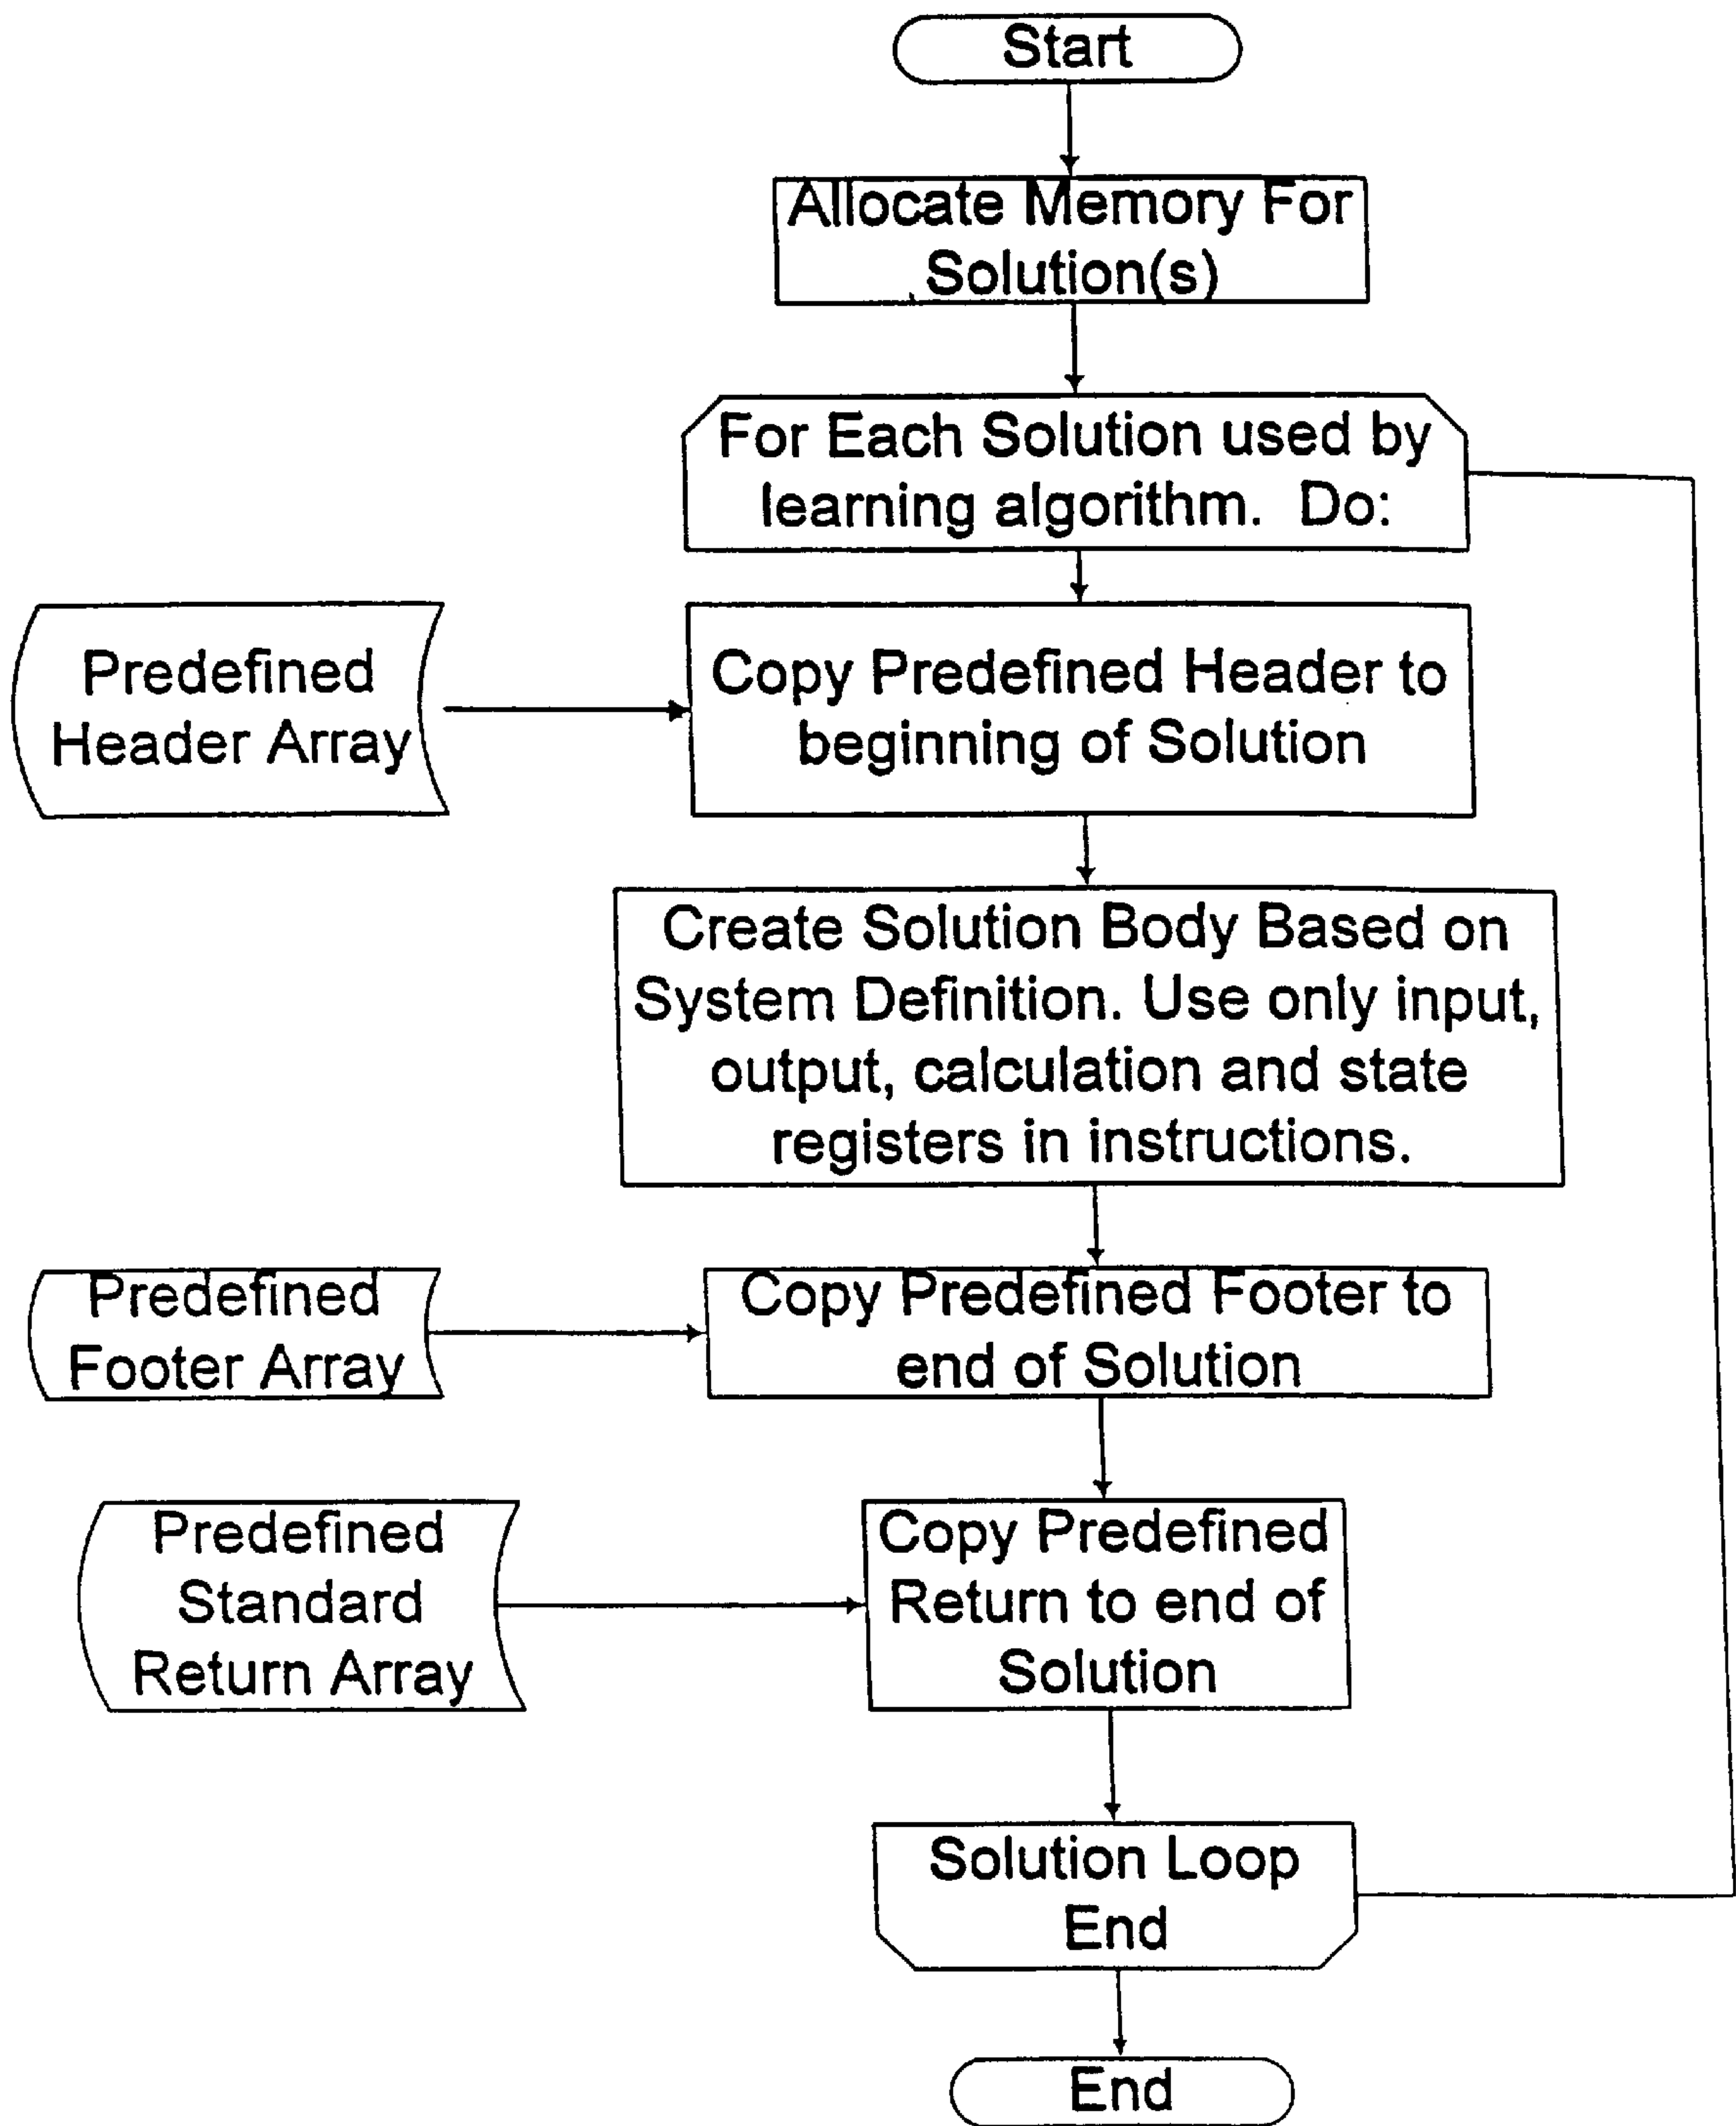 Start
Allocate Memory For
Solution(s)
For Each Solution used by
learning algorithm.  Do:
Predefined
Header Array
Copy Predefined Header to
beginning of Solution
Create Solution Body Based on
System Definition. Use only input,
output, calculation and state
registers in instructions.
Predefined
Footer Array
Copy Predefined Footer to
end of Solution
Predefined
Standard
Return Array
Copy Predefined
Return to end of
Solution
Solution Loop
End
End